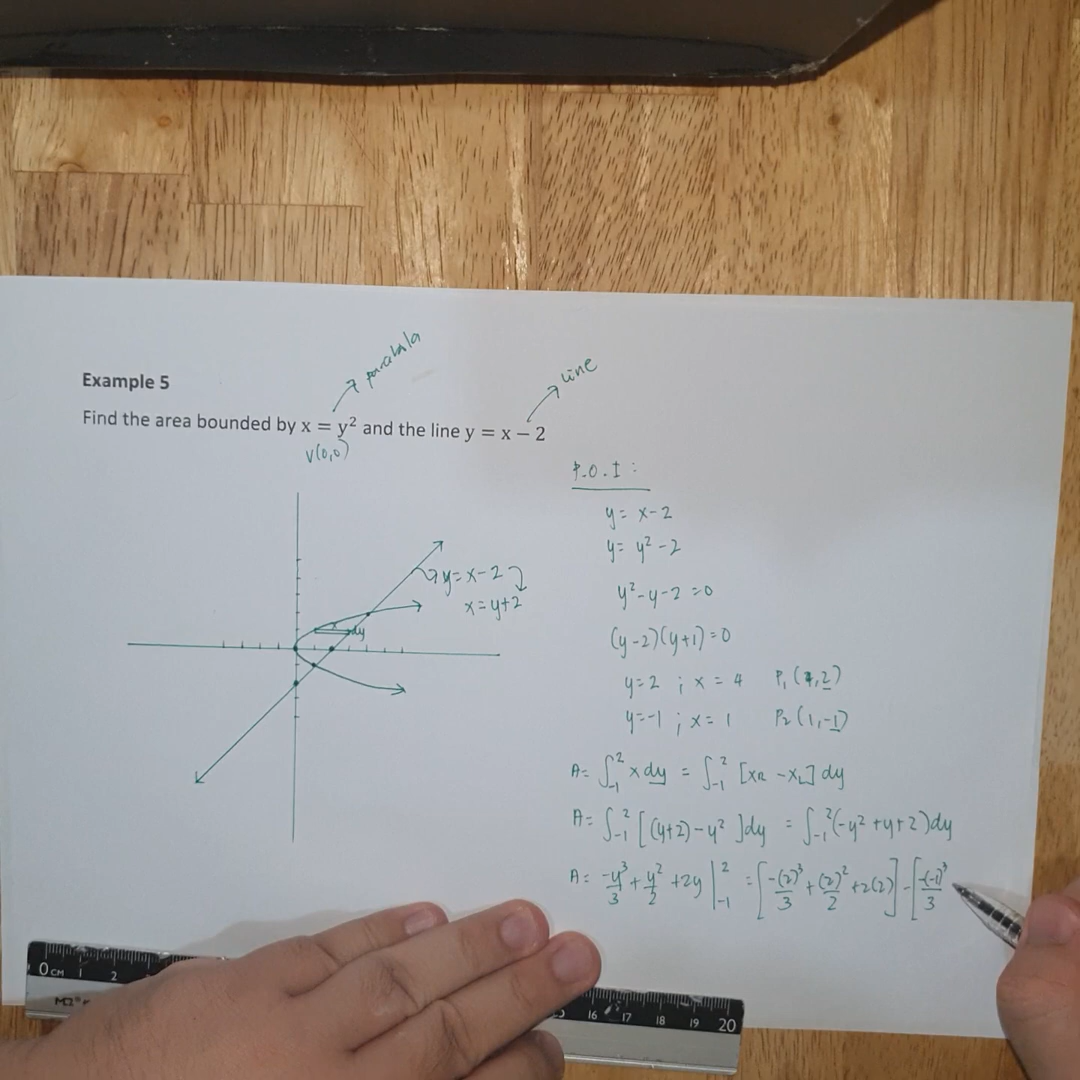 Example 5
parabola
line
Find the area bounded by x = y² and the line y = x − 2
V(0,0)
P.O.I :
y = x-2
y = y² -2
y²-y-2 =0
(y-2)(y+1)=0
y=2 ; x = 4 P₁ (4,2)
y=-1 ; x= 1 P₂ (1,-1)
y=x-2
x=y+2
x
dy
A= ∫₋₁² x dy = ∫₋₁² [xR - xL] dy
A= ∫₋₁² [(y+2) - y²]dy = ∫₋₁² (-y² + y + 2)dy
A= -y³/3 + y²/2 + 2y |₋₁² = [-(2)³/3 + (2)²/2 + 2(2)] - [-(-1)³/3
0 CM 1 2 16 17 18 19 20